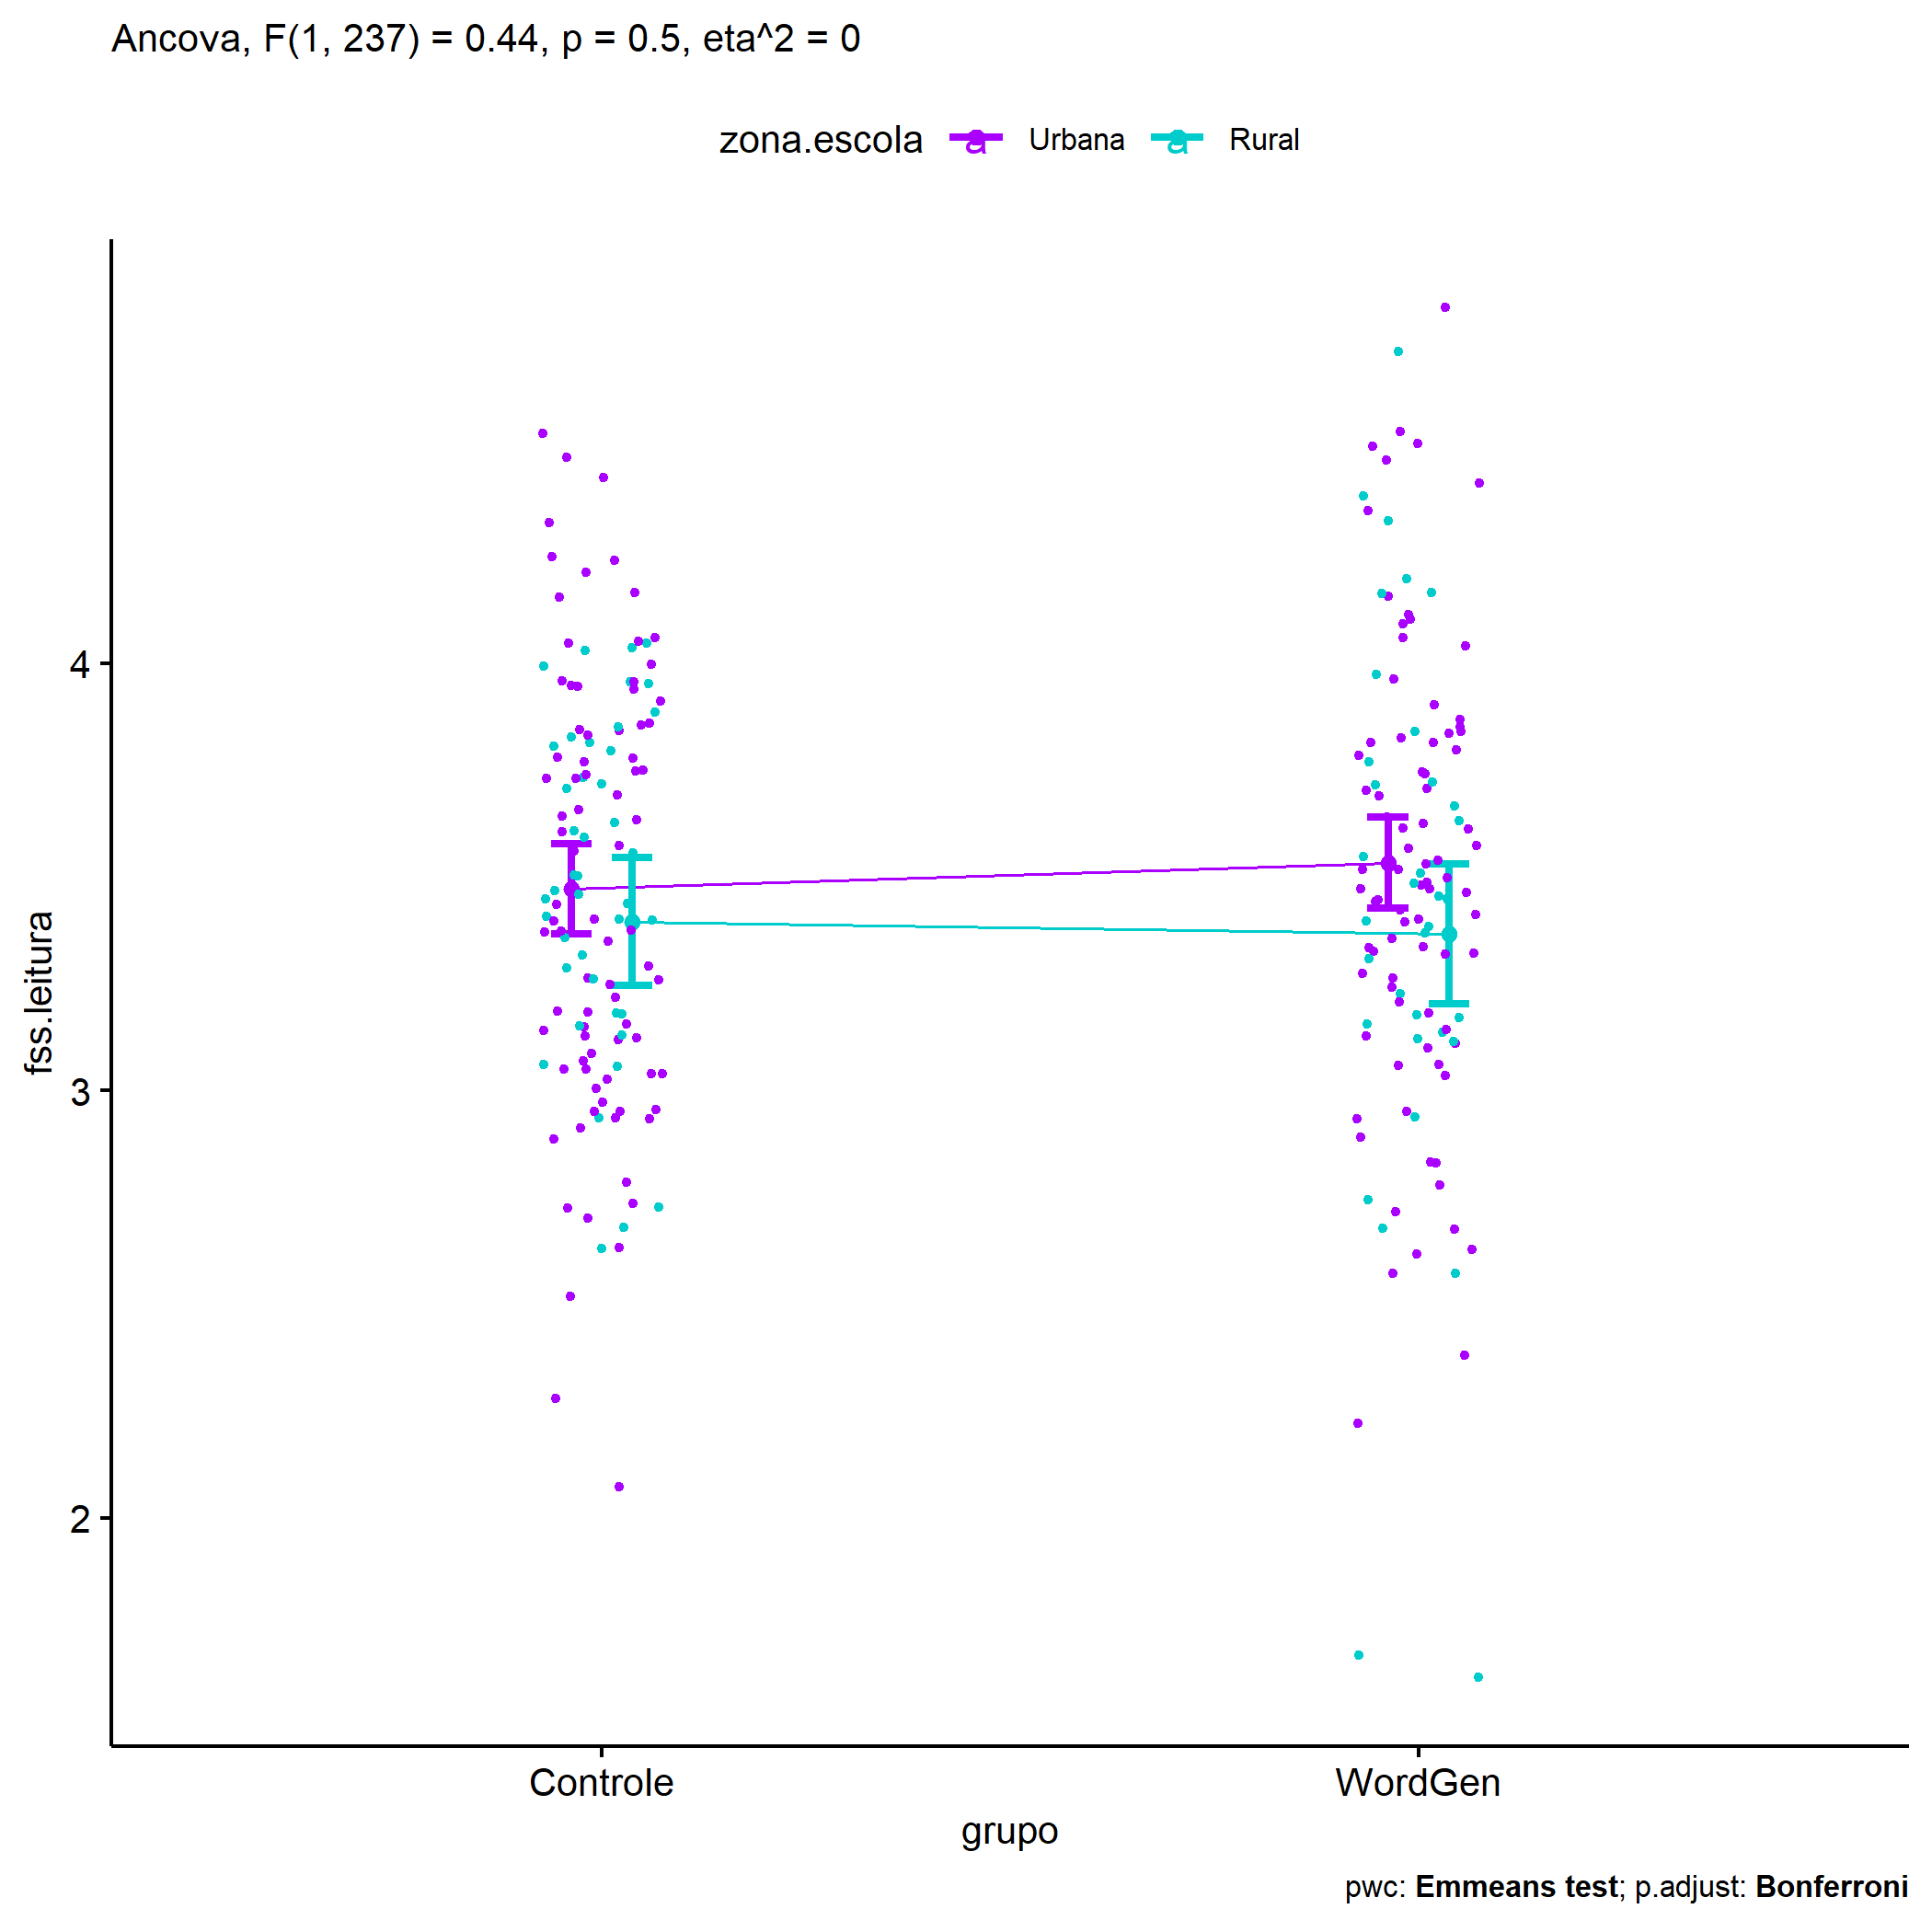 Ancova, F(1, 237) = 0.44, p = 0.5, eta^2 = 0
zona.escola a Urbana a Rural
fss.leitura
4
3
2
Controle WordGen
grupo
pwc: Emmeans test; p.adjust: Bonferroni